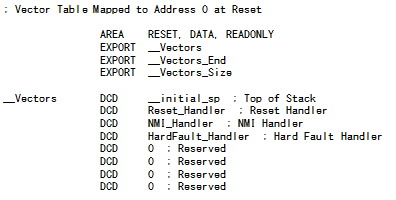 ; Vector Table Mapped to Address 0 at Reset
AREA RESET, DATA, READONLY
EXPORT __Vectors
EXPORT __Vectors_End
EXPORT __Vectors_Size
__Vectors DCD __initial_sp ; Top of Stack
DCD Reset_Handler ; Reset Handler
DCD NMI_Handler ; NMI Handler
DCD HardFault_Handler ; Hard Fault Handler
DCD 0 ; Reserved
DCD 0 ; Reserved
DCD 0 ; Reserved
DCD 0 ; Reserved